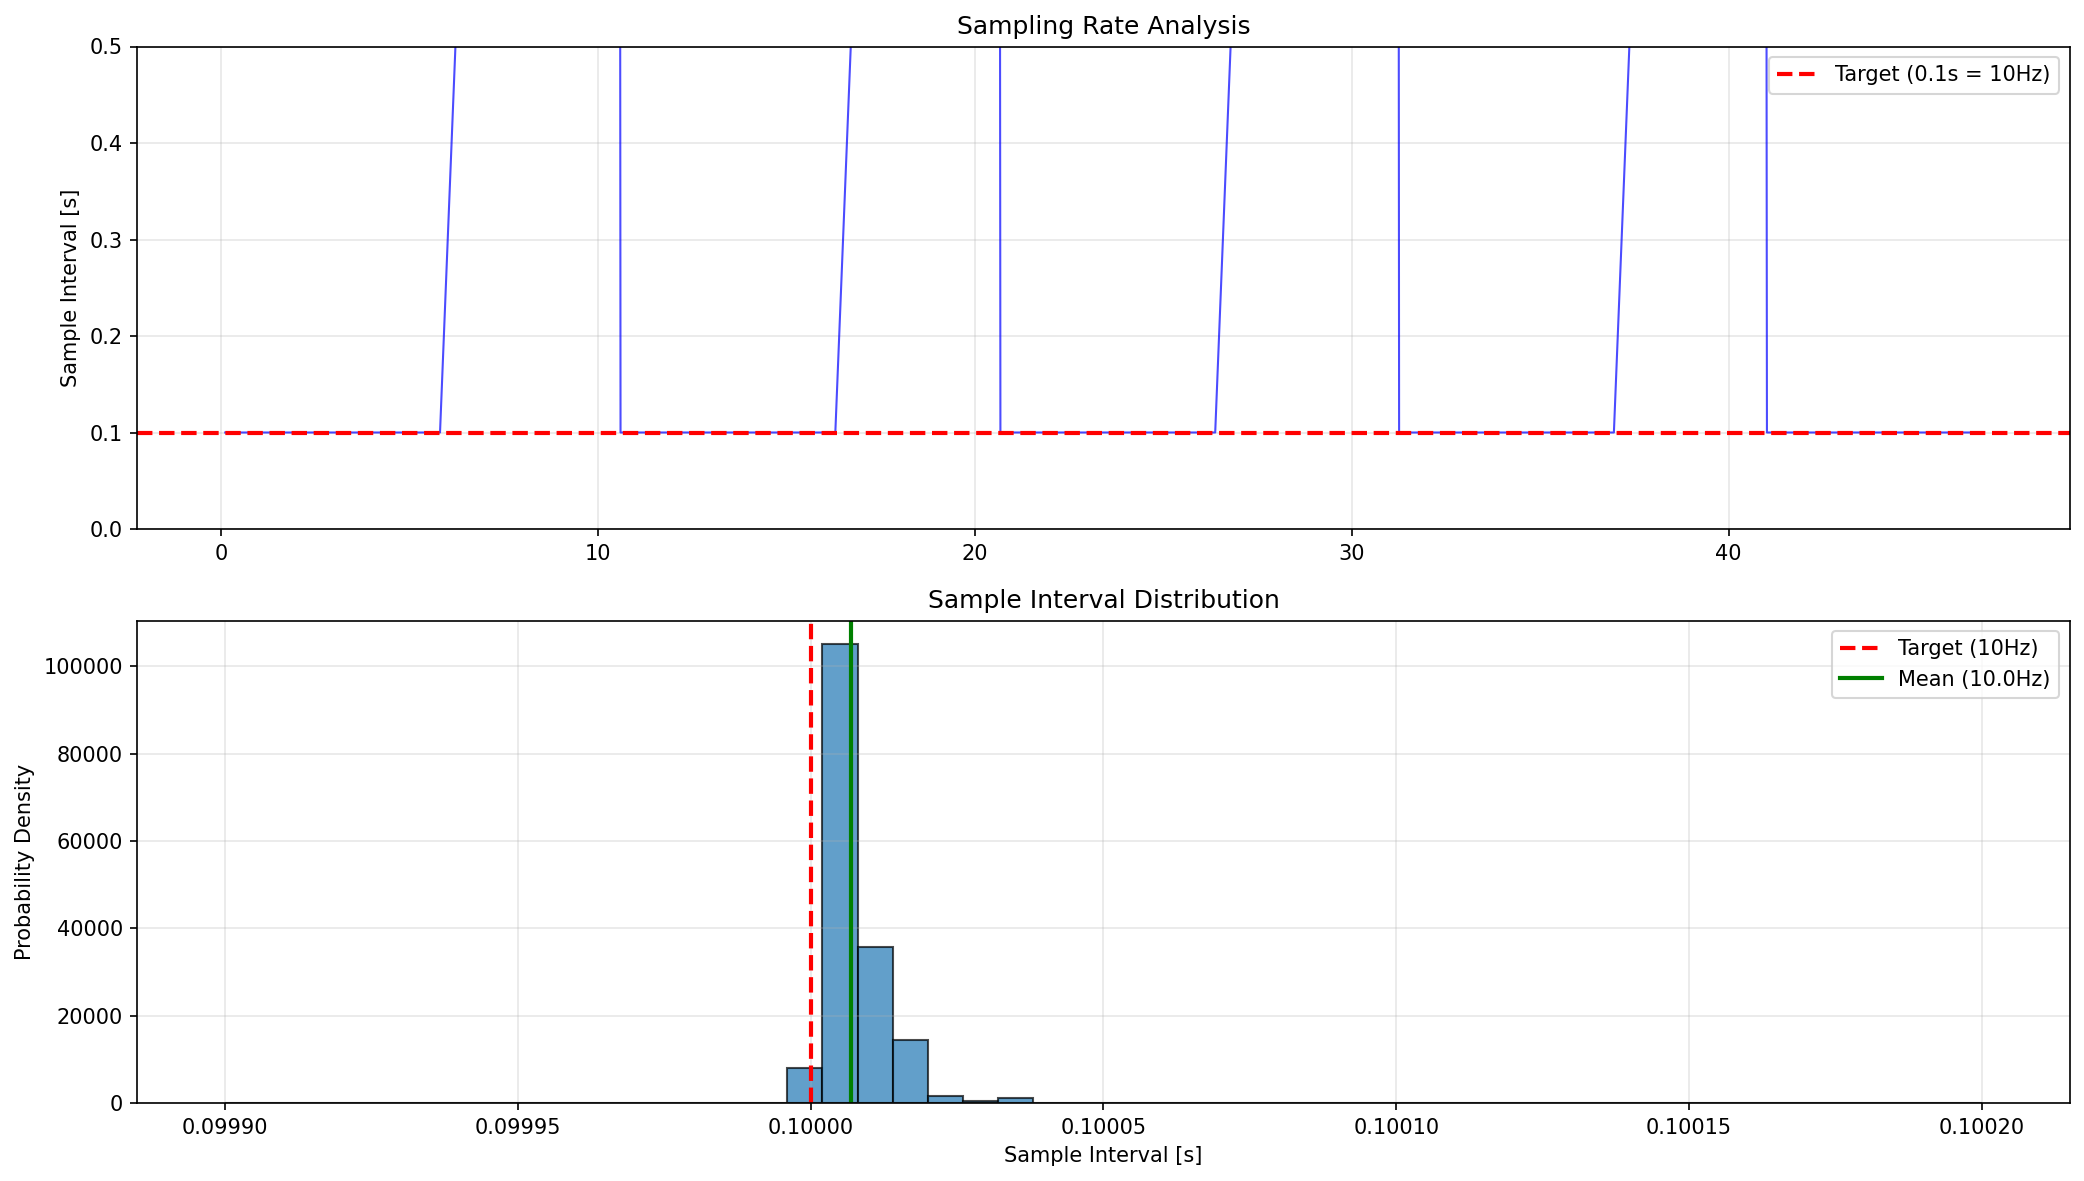 Sampling Rate Analysis
0.5
0.4
0.3
0.2
0.1
0.0
Sample Interval [s]
Target (0.1s = 10Hz)
0 10 20 30 40
Sample Interval Distribution
100000
80000
60000
40000
20000
0
Probability Density
Target (10Hz)
Mean (10.0Hz)
0.09990 0.09995 0.10000 0.10005 0.10010 0.10015 0.10020
Sample Interval [s]